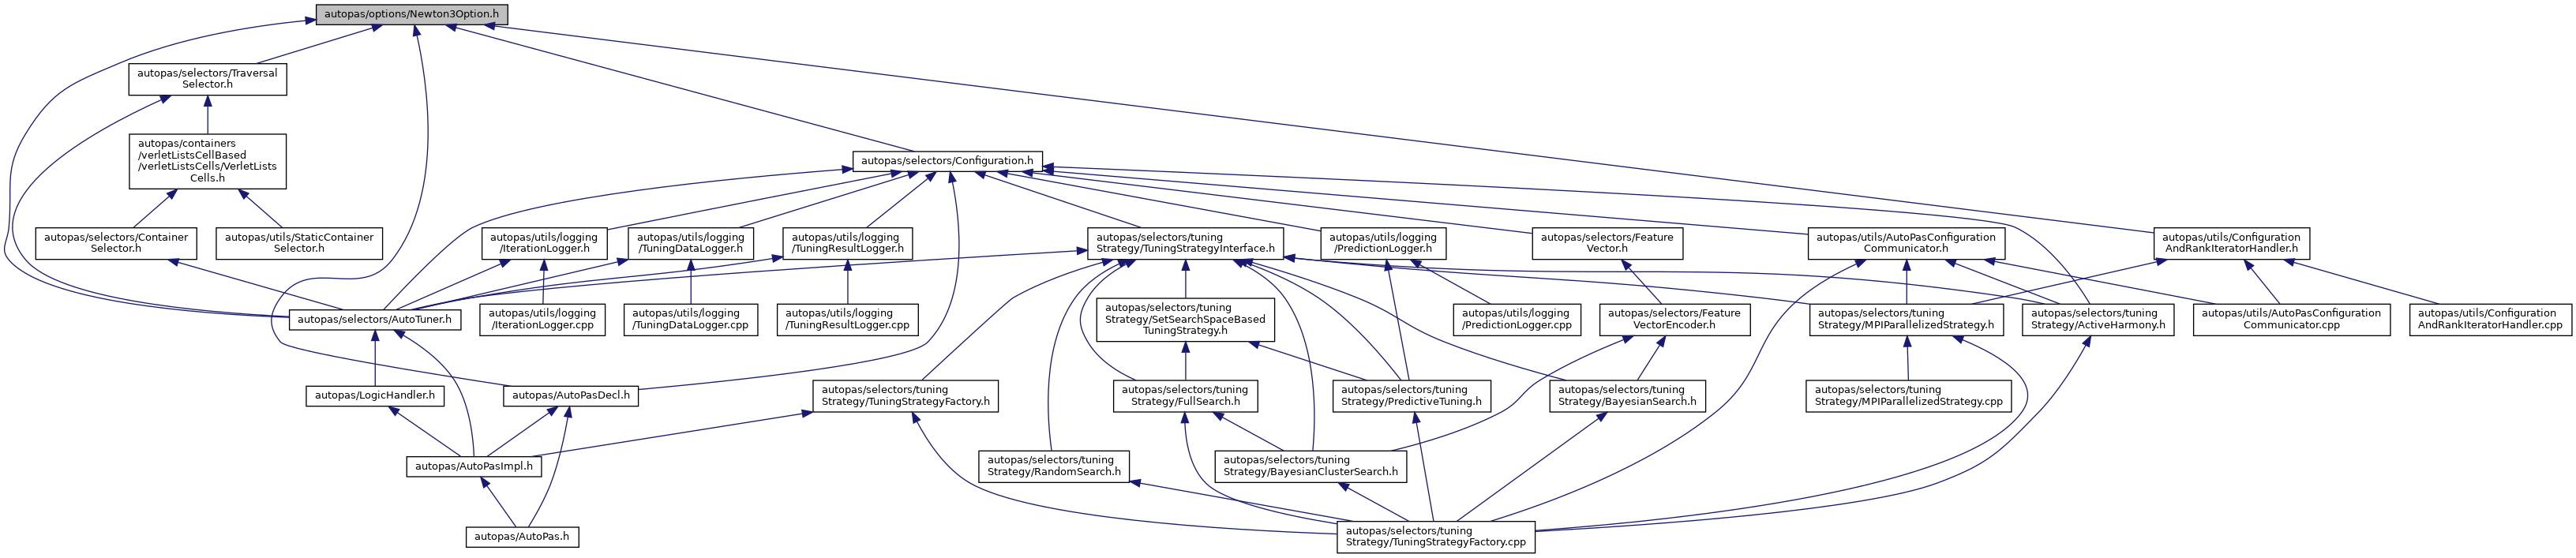 autopas/options/Newton3Option.h
autopas/selectors/Traversal
Selector.h
autopas/containers
/verletListsCellBased
/verletListsCells/VerletLists
Cells.h
autopas/selectors/Configuration.h
autopas/selectors/Container
Selector.h
autopas/utils/StaticContainer
Selector.h
autopas/utils/logging
/IterationLogger.h
autopas/utils/logging
/TuningDataLogger.h
autopas/utils/logging
/TuningResultLogger.h
autopas/selectors/tuning
Strategy/TuningStrategyInterface.h
autopas/utils/logging
/PredictionLogger.h
autopas/selectors/Feature
Vector.h
autopas/utils/AutoPasConfiguration
Communicator.h
autopas/utils/Configuration
AndRankIteratorHandler.h
autopas/selectors/AutoTuner.h
autopas/utils/logging
/IterationLogger.cpp
autopas/utils/logging
/TuningDataLogger.cpp
autopas/utils/logging
/TuningResultLogger.cpp
autopas/selectors/tuning
Strategy/SetSearchSpaceBased
TuningStrategy.h
autopas/utils/logging
/PredictionLogger.cpp
autopas/selectors/Feature
VectorEncoder.h
autopas/selectors/tuning
Strategy/MPIParallelizedStrategy.h
autopas/selectors/tuning
Strategy/ActiveHarmony.h
autopas/utils/AutoPasConfiguration
Communicator.cpp
autopas/utils/Configuration
AndRankIteratorHandler.cpp
autopas/LogicHandler.h
autopas/AutoPasDecl.h
autopas/selectors/tuning
Strategy/TuningStrategyFactory.h
autopas/selectors/tuning
Strategy/FullSearch.h
autopas/selectors/tuning
Strategy/PredictiveTuning.h
autopas/selectors/tuning
Strategy/BayesianSearch.h
autopas/selectors/tuning
Strategy/MPIParallelizedStrategy.cpp
autopas/AutoPasImpl.h
autopas/selectors/tuning
Strategy/RandomSearch.h
autopas/selectors/tuning
Strategy/BayesianClusterSearch.h
autopas/AutoPas.h
autopas/selectors/tuning
Strategy/TuningStrategyFactory.cpp